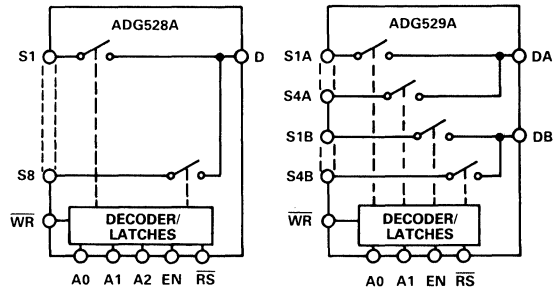 ADG528A
S1
D
S8
WR
DECODER/
LATCHES
A0 A1 A2 EN RS
ADG529A
S1A
DA
S4A
S1B
DB
S4B
WR
DECODER/
LATCHES
A0 A1 EN RS